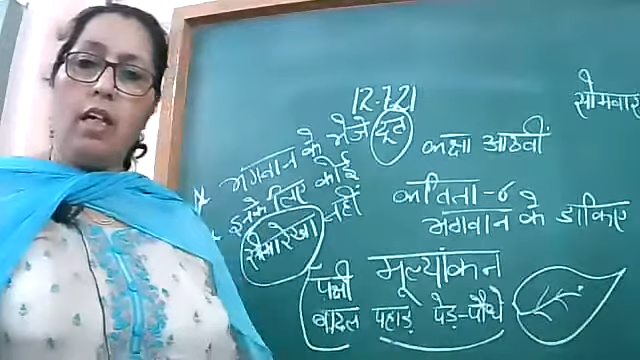 12.7.21
सोमवार
भगवान के भेजे दूत
इनके लिए कोई
सीमारेखा नहीं
कक्षा आठवीं
कविता-6
भगवान के डाकिए
मूल्यांकन
पक्षी
बादल पहाड़ पेड़-पौधे